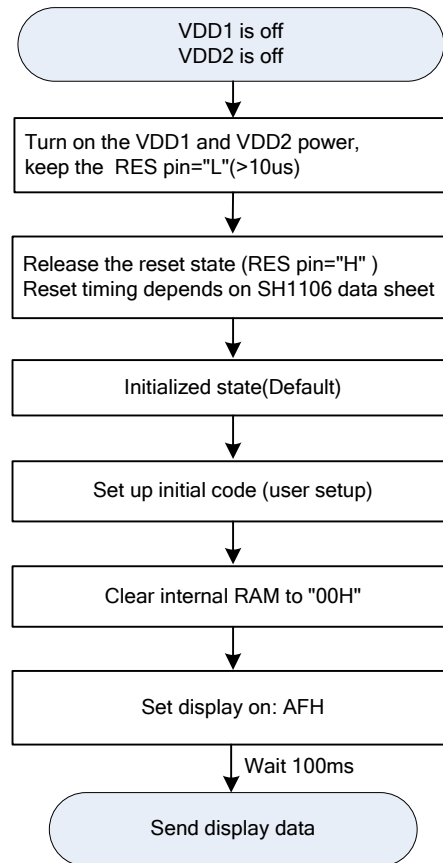 VDD1 is off
VDD2 is off
Turn on the VDD1 and VDD2 power,
keep the RES pin="L"(>10us)
Release the reset state (RES pin="H" )
Reset timing depends on SH1106 data sheet
Initialized state(Default)
Set up initial code (user setup)
Clear internal RAM to "00H"
Set display on: AFH
Wait 100ms
Send display data